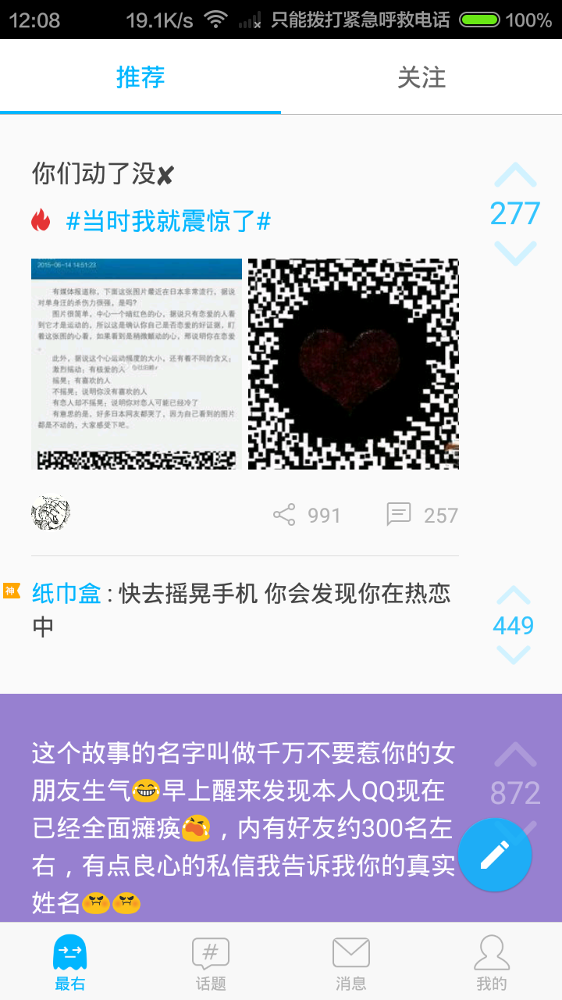 12:08 19.1K/s 只能拨打紧急呼救电话 100%
推荐 关注
你们动了没✘
277
#当时我就震惊了#
2015-06-14 14:51:23
有媒体报道称，下面这张图片最近在日本非常流行，据说
对单身汪的杀伤力很强，是吗？
图片很简单，中心一个暗红色的心，据说只有恋爱的人看
到它才是运动的，所以这是确认你自己是否恋爱的好证据，盯
着这张图的心看，如果看到是稍微颤动的心，那说明你在恋爱
。
此外，据说这个心运动幅度的大小，还有着不同的含义：
激烈摇动：有极爱的人
摇晃：有喜欢的人
不摇晃：说明你没有喜欢的人
有恋人却不摇晃：说明你对恋人可能已经冷了
有意思的是，好多日本网友都哭了，因为自己看到的图片
都是不动的，大家感受下吧。
991 257
神 纸巾盒 : 快去摇晃手机 你会发现你在热恋
中
449
这个故事的名字叫做千万不要惹你的女
朋友生气😂早上醒来发现本人QQ现在
872
已经全面瘫痪😭，内有好友约300名左
右，有点良心的私信我告诉我你的真实
姓名😡😡
最右 # 话题 消息 我的